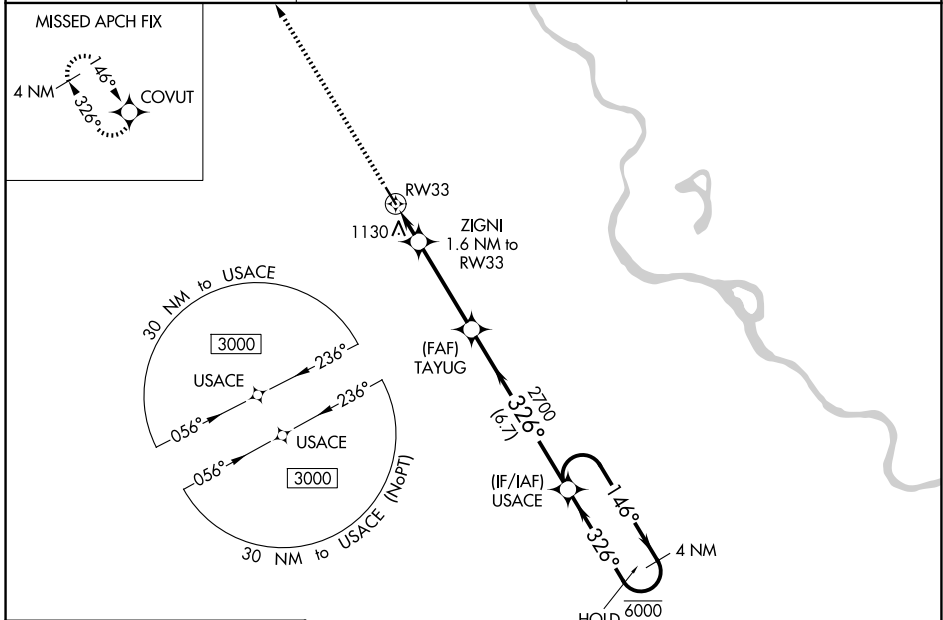 MISSED APCH FIX
146°
4 NM
COVUT
326°
RW33
1130
ZIGNI
1.6 NM to
RW33
30 NM to USACE
3000
236°
USACE
056°
(FAF)
TAYUG
236°
USACE
056°
3000
30 NM to USACE (NoPT)
2700
326°
(6.7)
(IF/IAF)
USACE
146°
326°
4 NM
HOLD
6000